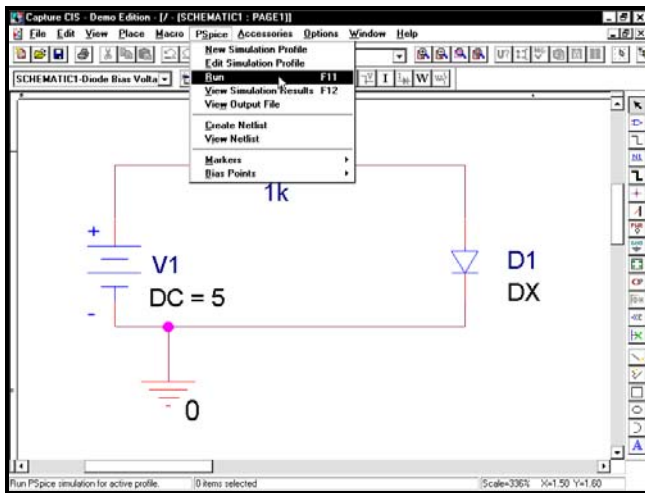 Capture CIS - Demo Edition - [/ - (SCHEMATIC1 : PAGE1)]
File Edit View Place Macro PSpice Accessories Options Window Help
New Simulation Profile
Edit Simulation Profile
Run F11
View Simulation Results F12
View Output File
Create Netlist
View Netlist
Markers
Bias Points
SCHEMATIC1-Diode Bias Volta
U?
I
W
1k
+
V1
DC = 5
-
0
D1
DX
A
Run PSpice simulation for active profile. 0 items selected Scale=336% X=1.50 Y=1.60